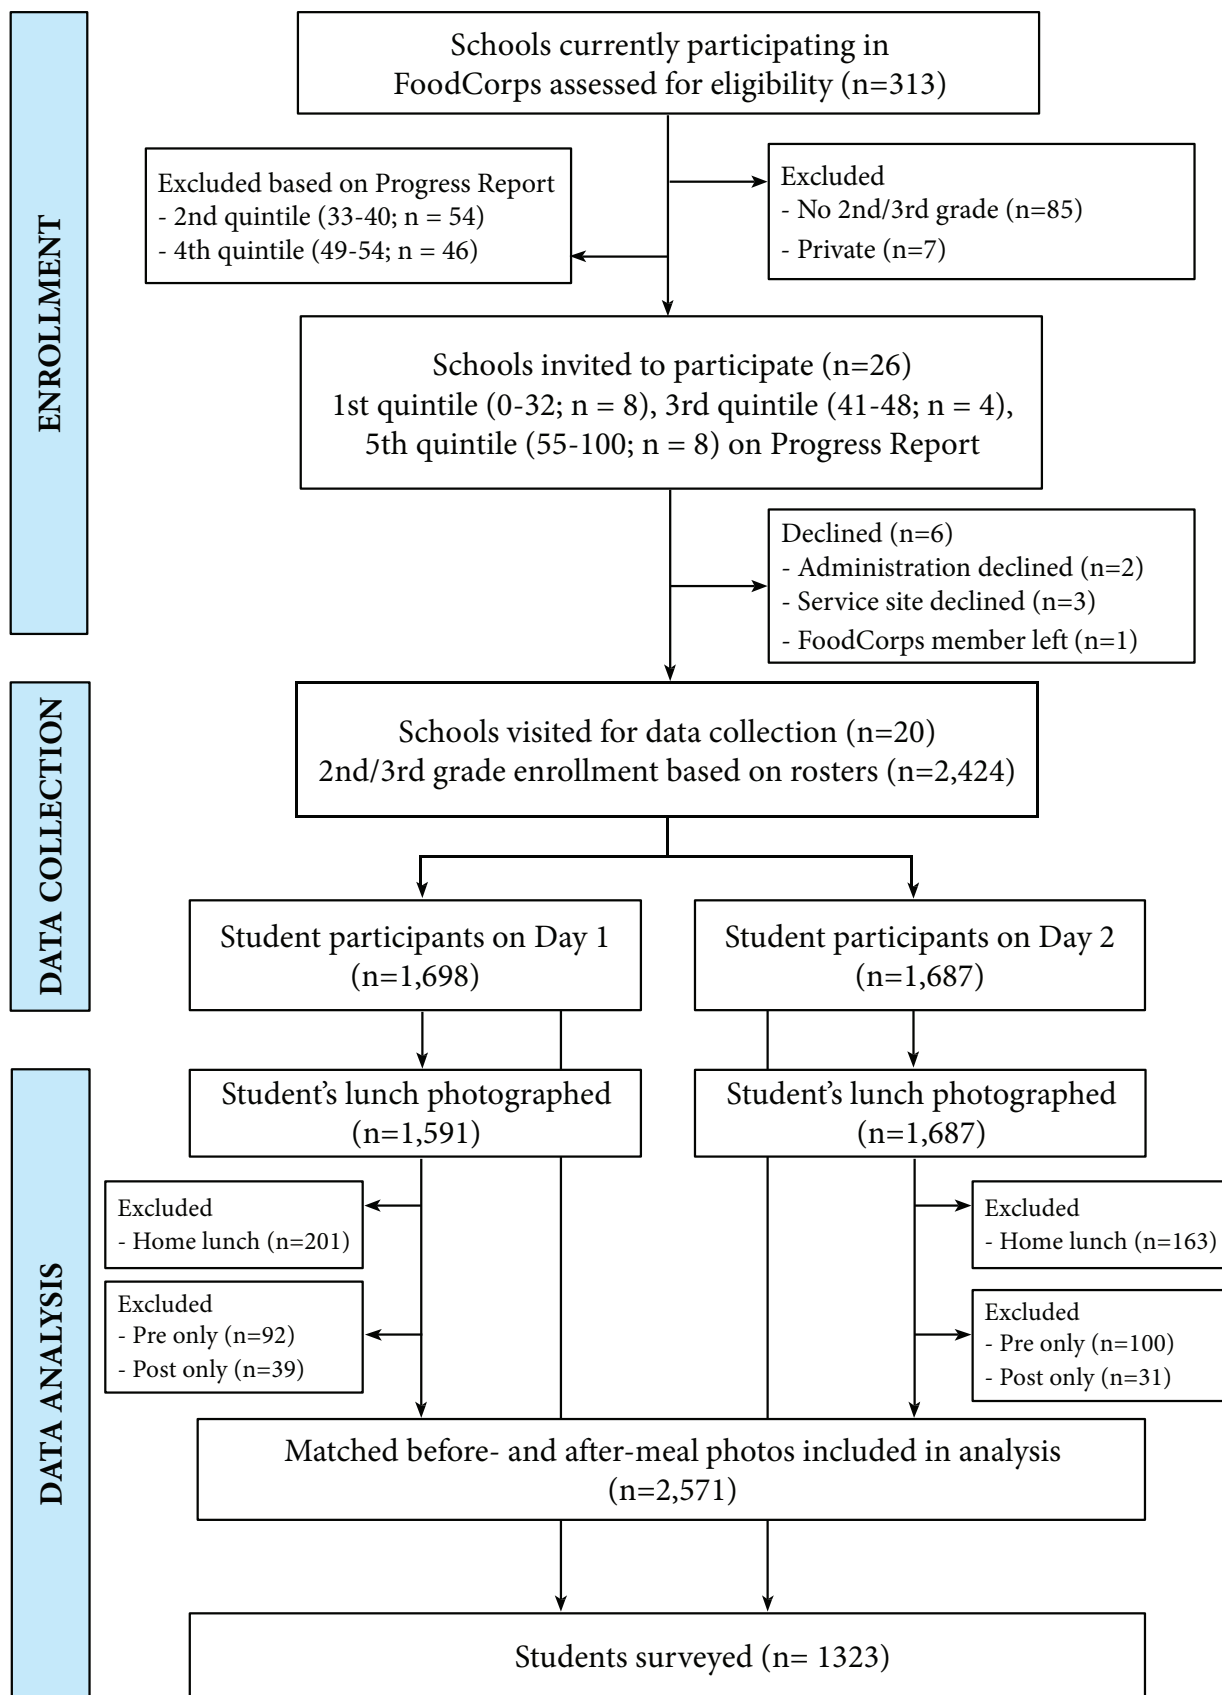 ENROLLMENT
Schools currently participating in
FoodCorps assessed for eligibility (n=313)
Excluded based on Progress Report
- 2nd quintile (33-40; n = 54)
- 4th quintile (49-54; n = 46)
Excluded
- No 2nd/3rd grade (n=85)
- Private (n=7)
Schools invited to participate (n=26)
1st quintile (0-32; n = 8), 3rd quintile (41-48; n = 4),
5th quintile (55-100; n = 8) on Progress Report
Declined (n=6)
- Administration declined (n=2)
- Service site declined (n=3)
- FoodCorps member left (n=1)
DATA COLLECTION
Schools visited for data collection (n=20)
2nd/3rd grade enrollment based on rosters (n=2,424)
Student participants on Day 1
(n=1,698)
Student participants on Day 2
(n=1,687)
DATA ANALYSIS
Student’s lunch photographed
(n=1,591)
Student’s lunch photographed
(n=1,687)
Excluded
- Home lunch (n=201)
Excluded
- Home lunch (n=163)
Excluded
- Pre only (n=92)
- Post only (n=39)
Excluded
- Pre only (n=100)
- Post only (n=31)
Matched before- and after-meal photos included in analysis
(n=2,571)
Students surveyed (n= 1323)